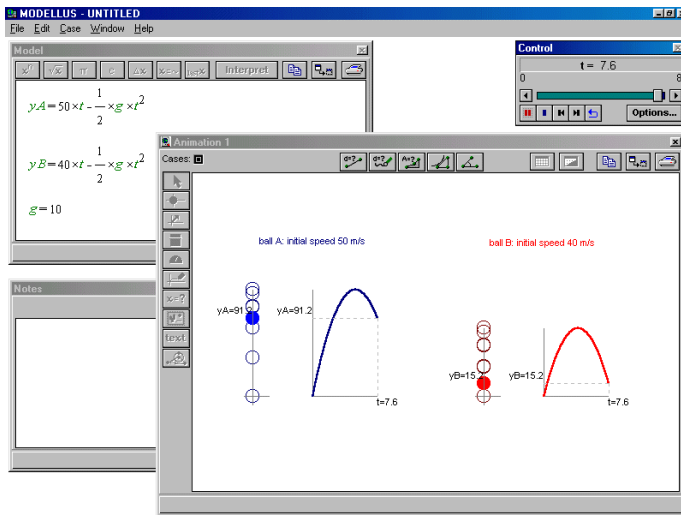 MODELLUS - UNTITLED
File Edit Case Window Help
Model
Interpret
yA=50×t-1/2×g×t²
yB=40×t-1/2×g×t²
g=10
Control
t = 7.6
0 8
Options...
Notes
Animation 1
Cases:
x=?
text
ball A: initial speed 50 m/s
ball B: initial speed 40 m/s
yA=91.2 yA=91.2
t=7.6
yB=15.2 yB=15.2
t=7.6